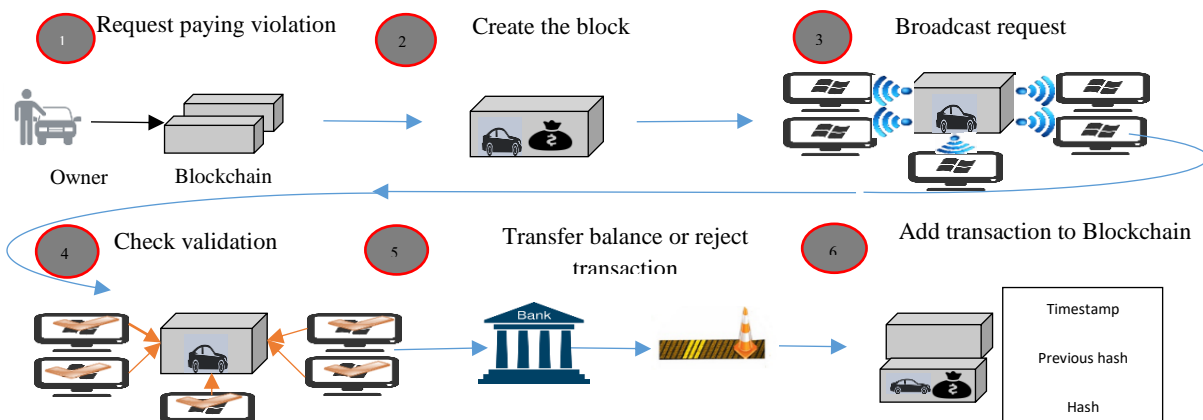 1
Request paying violation
2
Create the block
3
Broadcast request
Owner
Blockchain
4
Check validation
5
Transfer balance or reject
transaction
6
Add transaction to Blockchain
Bank
Timestamp
Previous hash
Hash